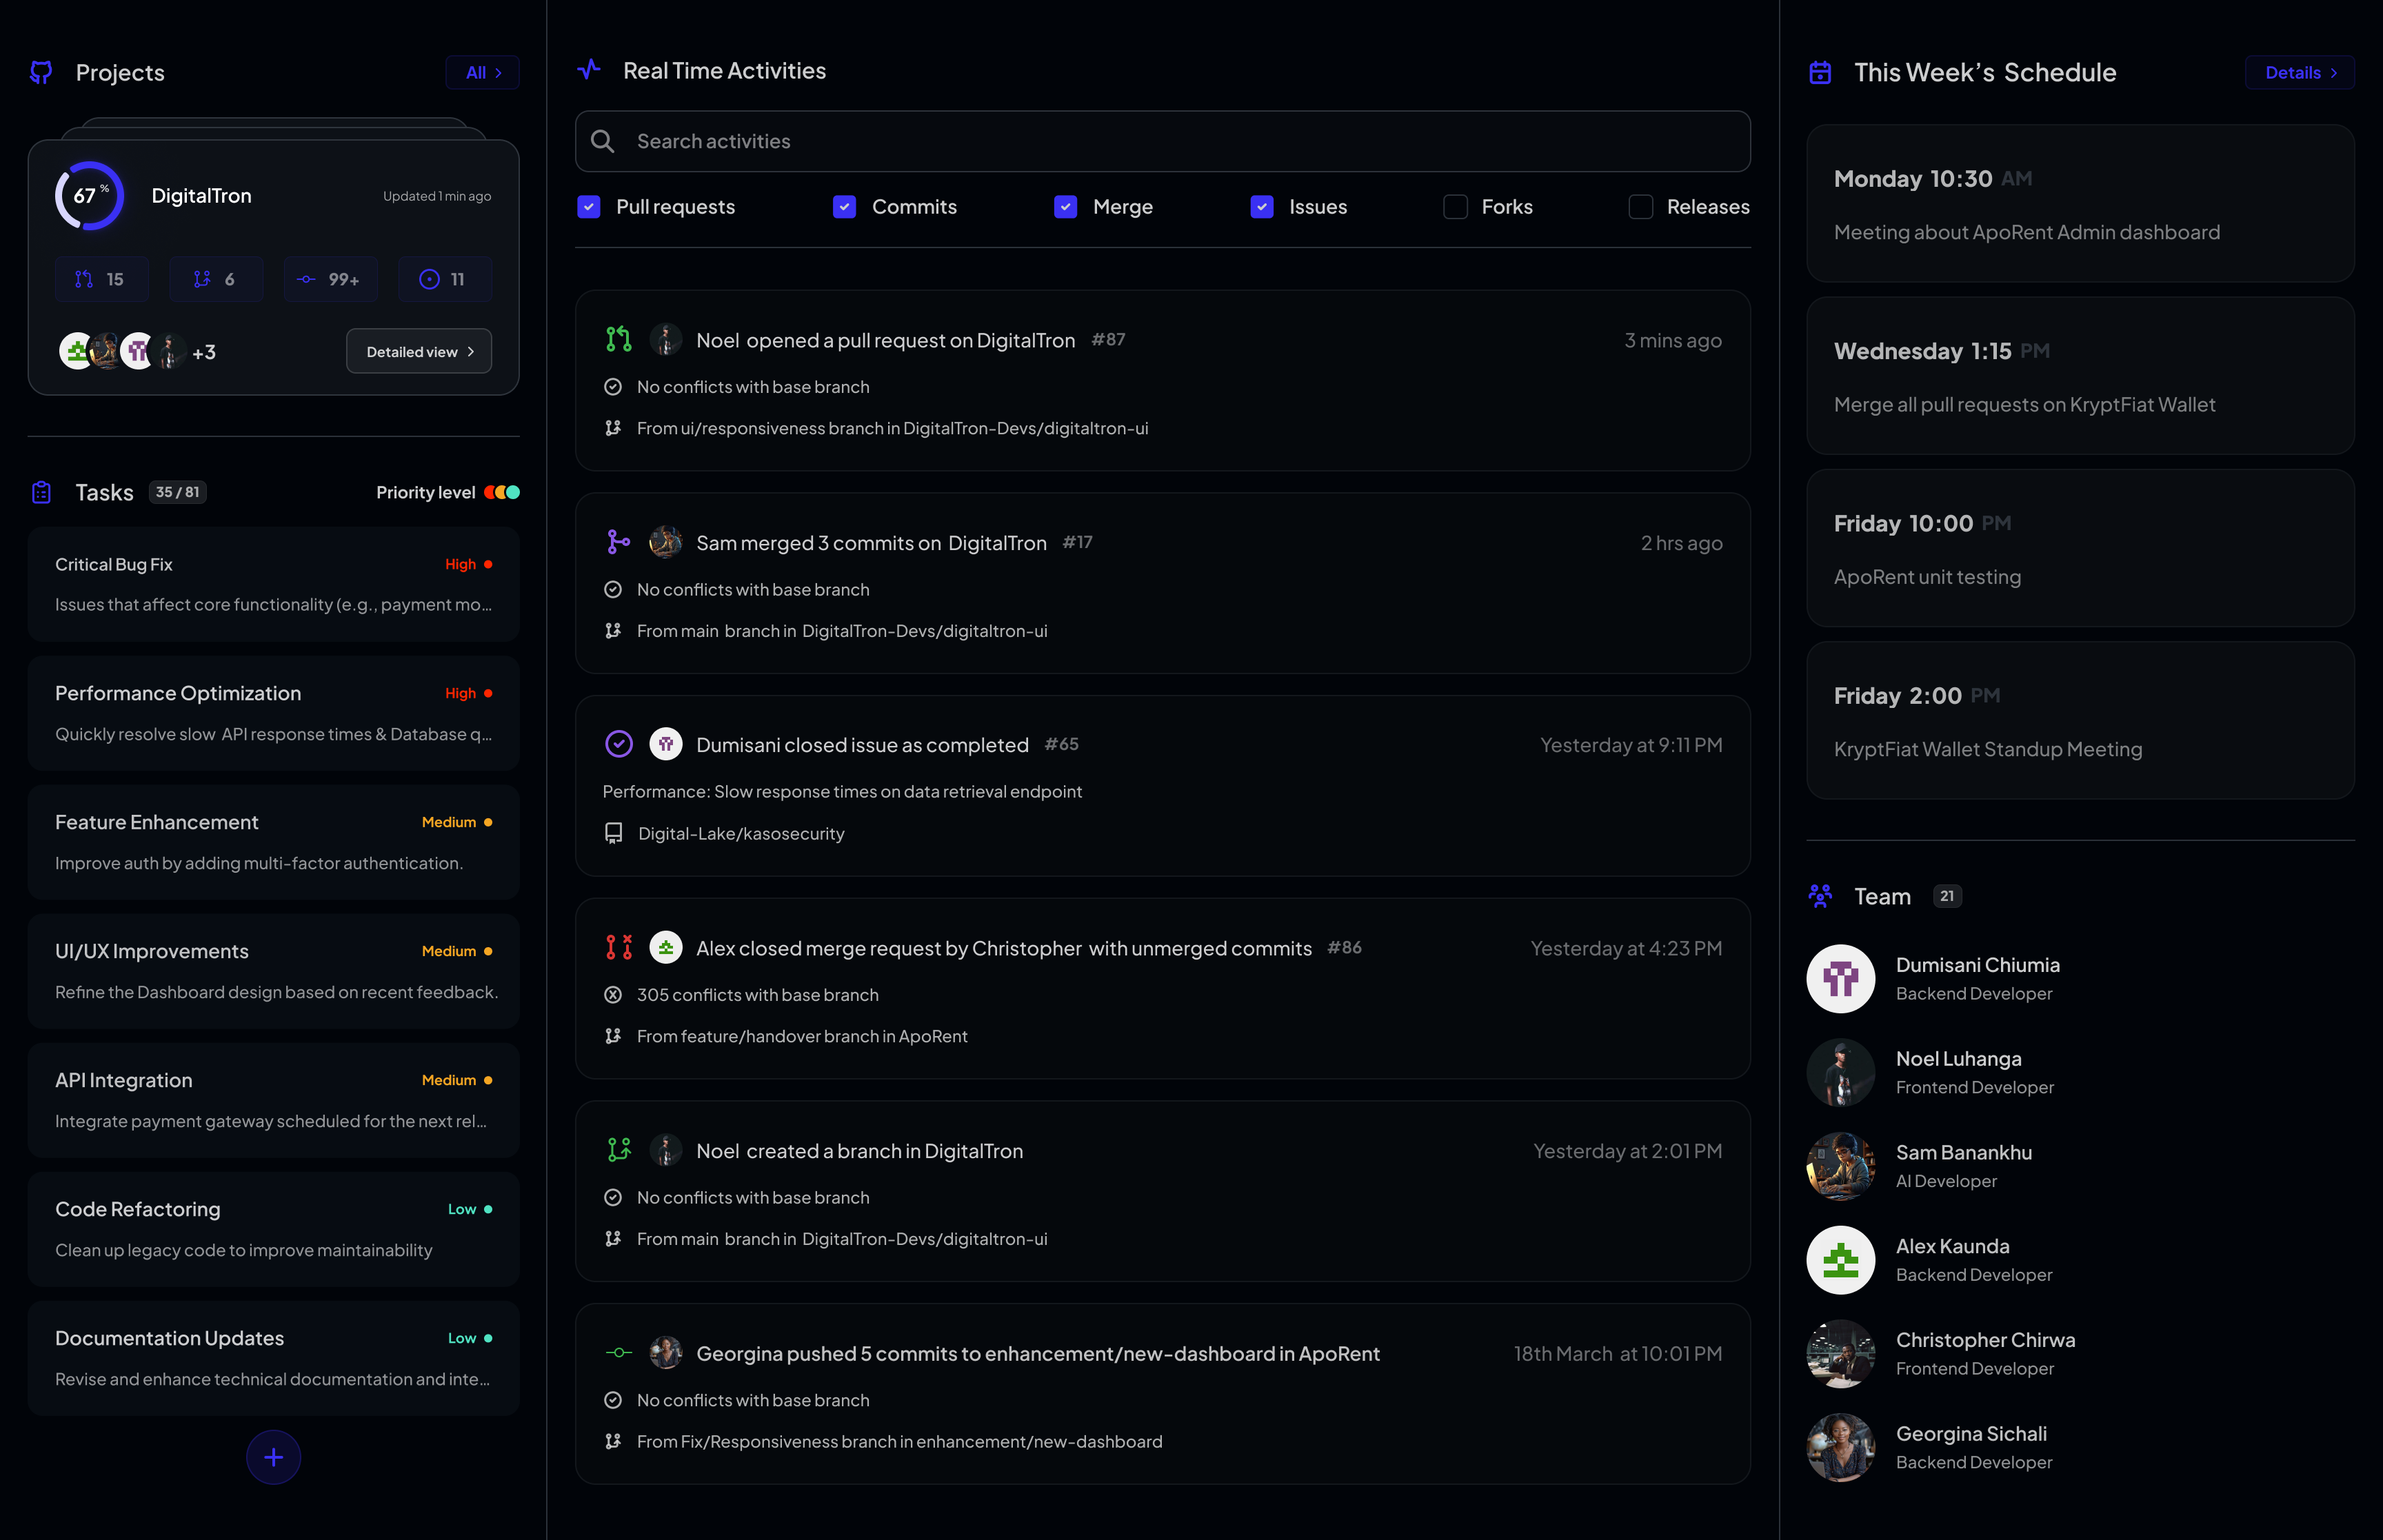 Projects
All
67 %
DigitalTron
Updated 1 min ago
15
6
99+
11
+3
Detailed view
Tasks
35 / 81
Priority level
Critical Bug Fix
High
Issues that affect core functionality (e.g., payment mo...
Performance Optimization
High
Quickly resolve slow API response times & Database q...
Feature Enhancement
Medium
Improve auth by adding multi-factor authentication.
UI/UX Improvements
Medium
Refine the Dashboard design based on recent feedback.
API Integration
Medium
Integrate payment gateway scheduled for the next rel...
Code Refactoring
Low
Clean up legacy code to improve maintainability
Documentation Updates
Low
Revise and enhance technical documentation and inte...
Real Time Activities
Search activities
Pull requests
Commits
Merge
Issues
Forks
Releases
Noel opened a pull request on DigitalTron #87
3 mins ago
No conflicts with base branch
From ui/responsiveness branch in DigitalTron-Devs/digitaltron-ui
Sam merged 3 commits on DigitalTron #17
2 hrs ago
No conflicts with base branch
From main branch in DigitalTron-Devs/digitaltron-ui
Dumisani closed issue as completed #65
Yesterday at 9:11 PM
Performance: Slow response times on data retrieval endpoint
Digital-Lake/kasosecurity
Alex closed merge request by Christopher with unmerged commits #86
Yesterday at 4:23 PM
305 conflicts with base branch
From feature/handover branch in ApoRent
Noel created a branch in DigitalTron
Yesterday at 2:01 PM
No conflicts with base branch
From main branch in DigitalTron-Devs/digitaltron-ui
Georgina pushed 5 commits to enhancement/new-dashboard in ApoRent
18th March at 10:01 PM
No conflicts with base branch
From Fix/Responsiveness branch in enhancement/new-dashboard
This Week's Schedule
Details
Monday 10:30 AM
Meeting about ApoRent Admin dashboard
Wednesday 1:15 PM
Merge all pull requests on KryptFiat Wallet
Friday 10:00 PM
ApoRent unit testing
Friday 2:00 PM
KryptFiat Wallet Standup Meeting
Team
21
Dumisani Chiumia
Backend Developer
Noel Luhanga
Frontend Developer
Sam Banankhu
AI Developer
Alex Kaunda
Backend Developer
Christopher Chirwa
Frontend Developer
Georgina Sichali
Backend Developer